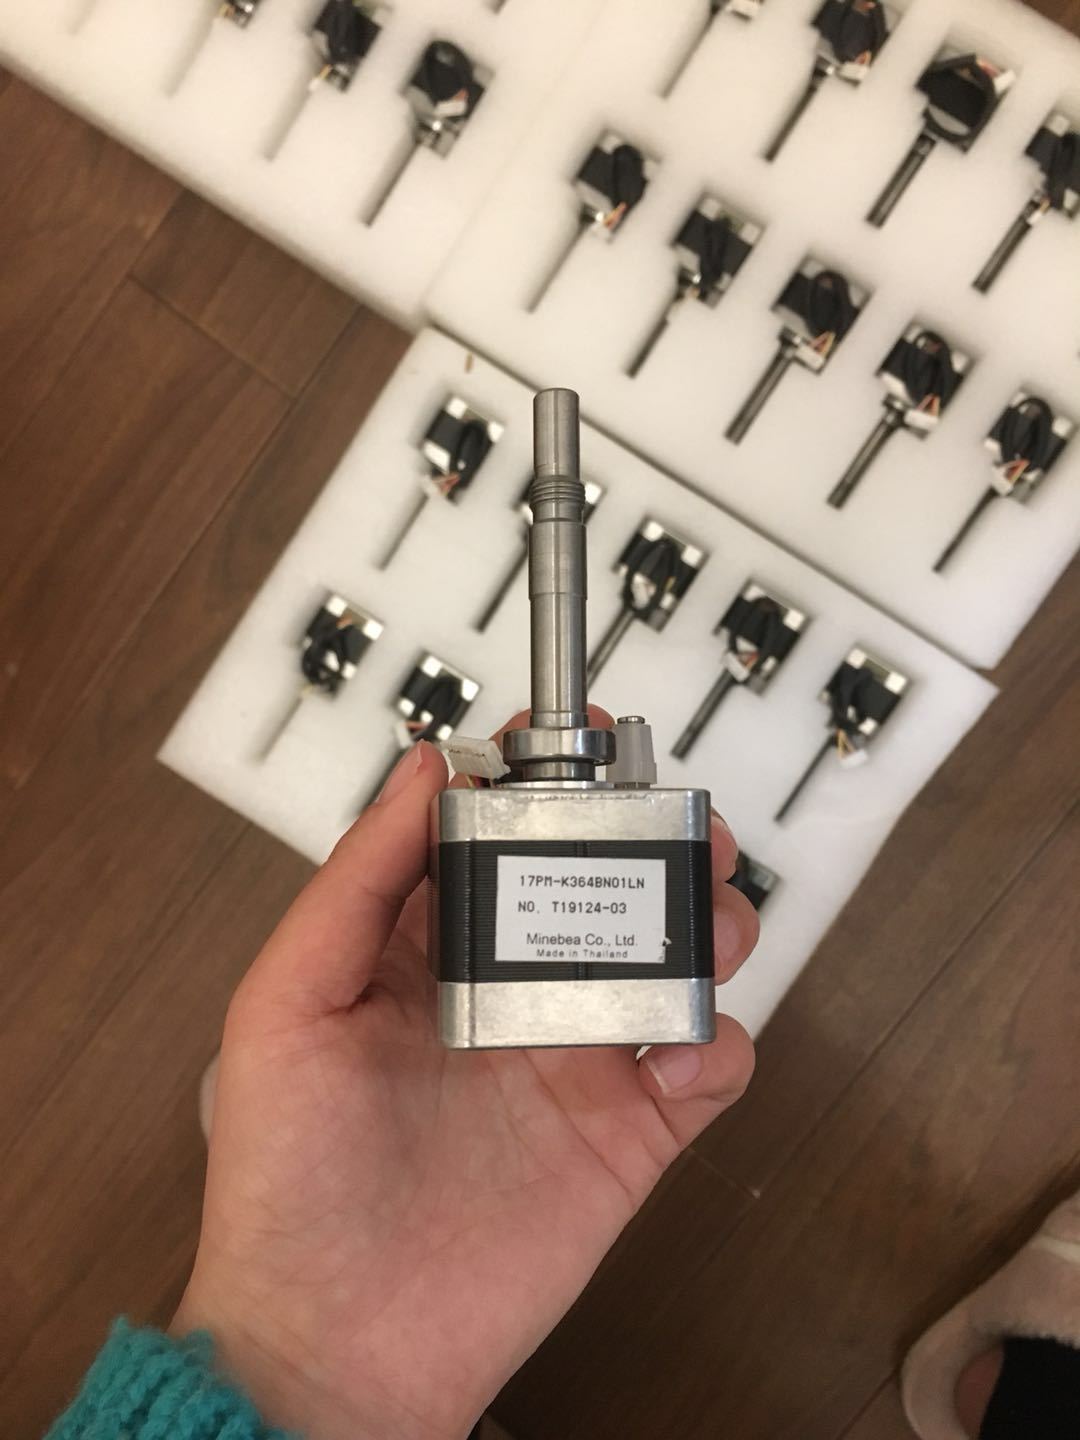 17PM-K364BN01LN
NO. T19124-03
Minebea Co., Ltd.
Made in Thailand